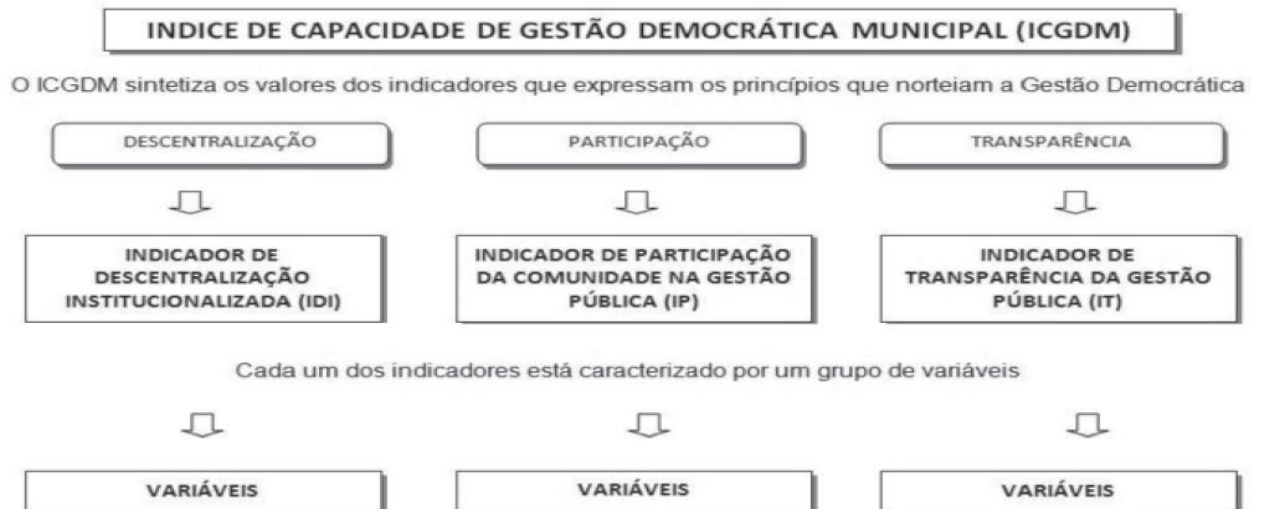 INDICE DE CAPACIDADE DE GESTÃO DEMOCRÁTICA MUNICIPAL (ICGDM)
O ICGDM sintetiza os valores dos indicadores que expressam os princípios que norteiam a Gestão Democrática
DESCENTRALIZAÇÃO
PARTICIPAÇÃO
TRANSPARÊNCIA
INDICADOR DE
DESCENTRALIZAÇÃO
INSTITUCIONALIZADA (IDI)
INDICADOR DE PARTICIPAÇÃO
DA COMUNIDADE NA GESTÃO
PÚBLICA (IP)
INDICADOR DE
TRANSPARÊNCIA DA GESTÃO
PÚBLICA (IT)
Cada um dos indicadores está caracterizado por um grupo de variáveis
VARIÁVEIS
VARIÁVEIS
VARIÁVEIS